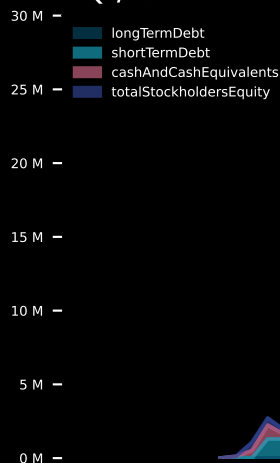 30 M
longTermDebt
shortTermDebt
cashAndCashEquivalents
25 M
totalStockholdersEquity
20 M
15 M
10 M
5 M
0 M